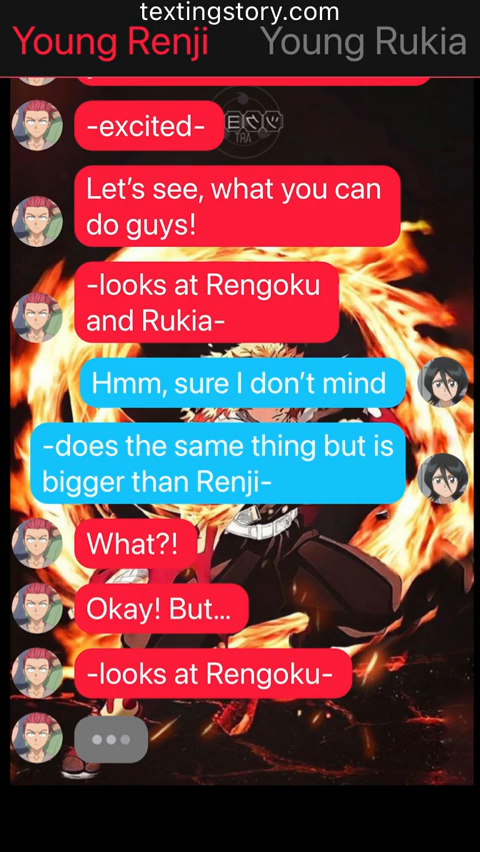 textingstory.com
Young Renji
Young Rukia
-excited-
Let’s see, what you can
do guys!
-looks at Rengoku
and Rukia-
Hmm, sure I don’t mind
-does the same thing but is
bigger than Renji-
What?!
Okay! But...
-looks at Rengoku-